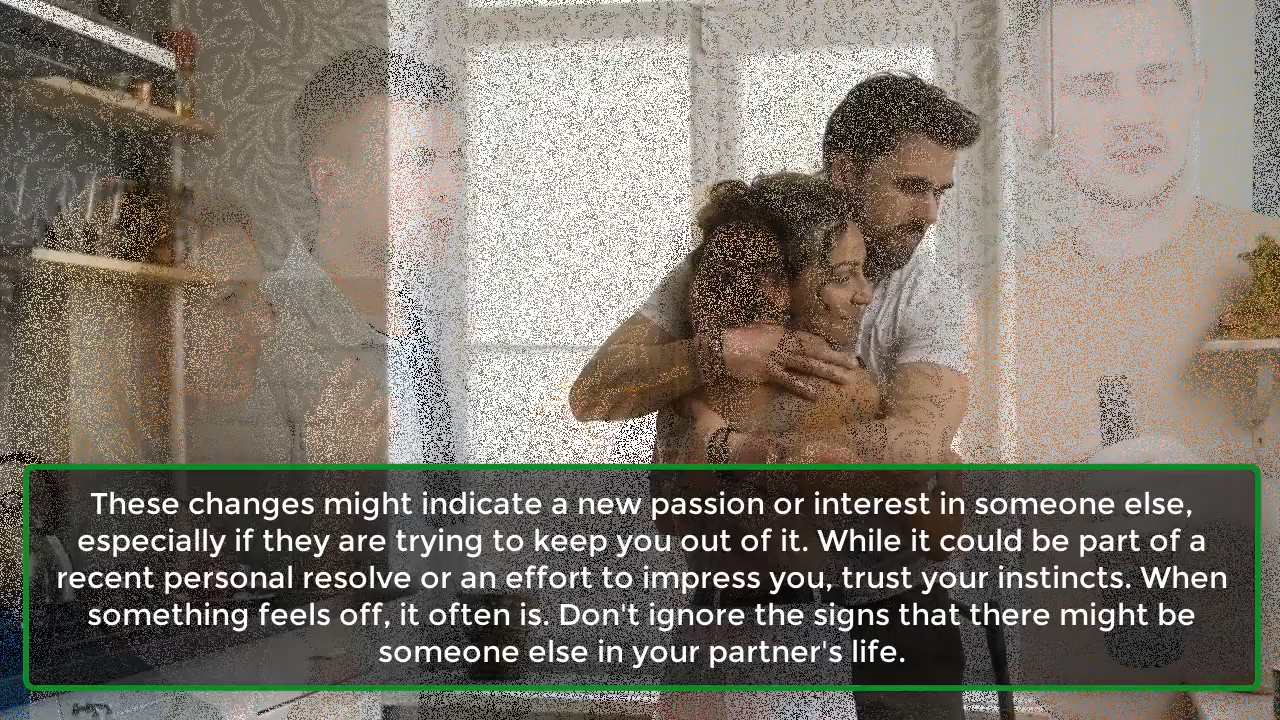 These changes might indicate a new passion or interest in someone else,
especially if they are trying to keep you out of it. While it could be part of a
recent personal resolve or an effort to impress you, trust your instincts. When
something feels off, it often is. Don't ignore the signs that there might be
someone else in your partner's life.